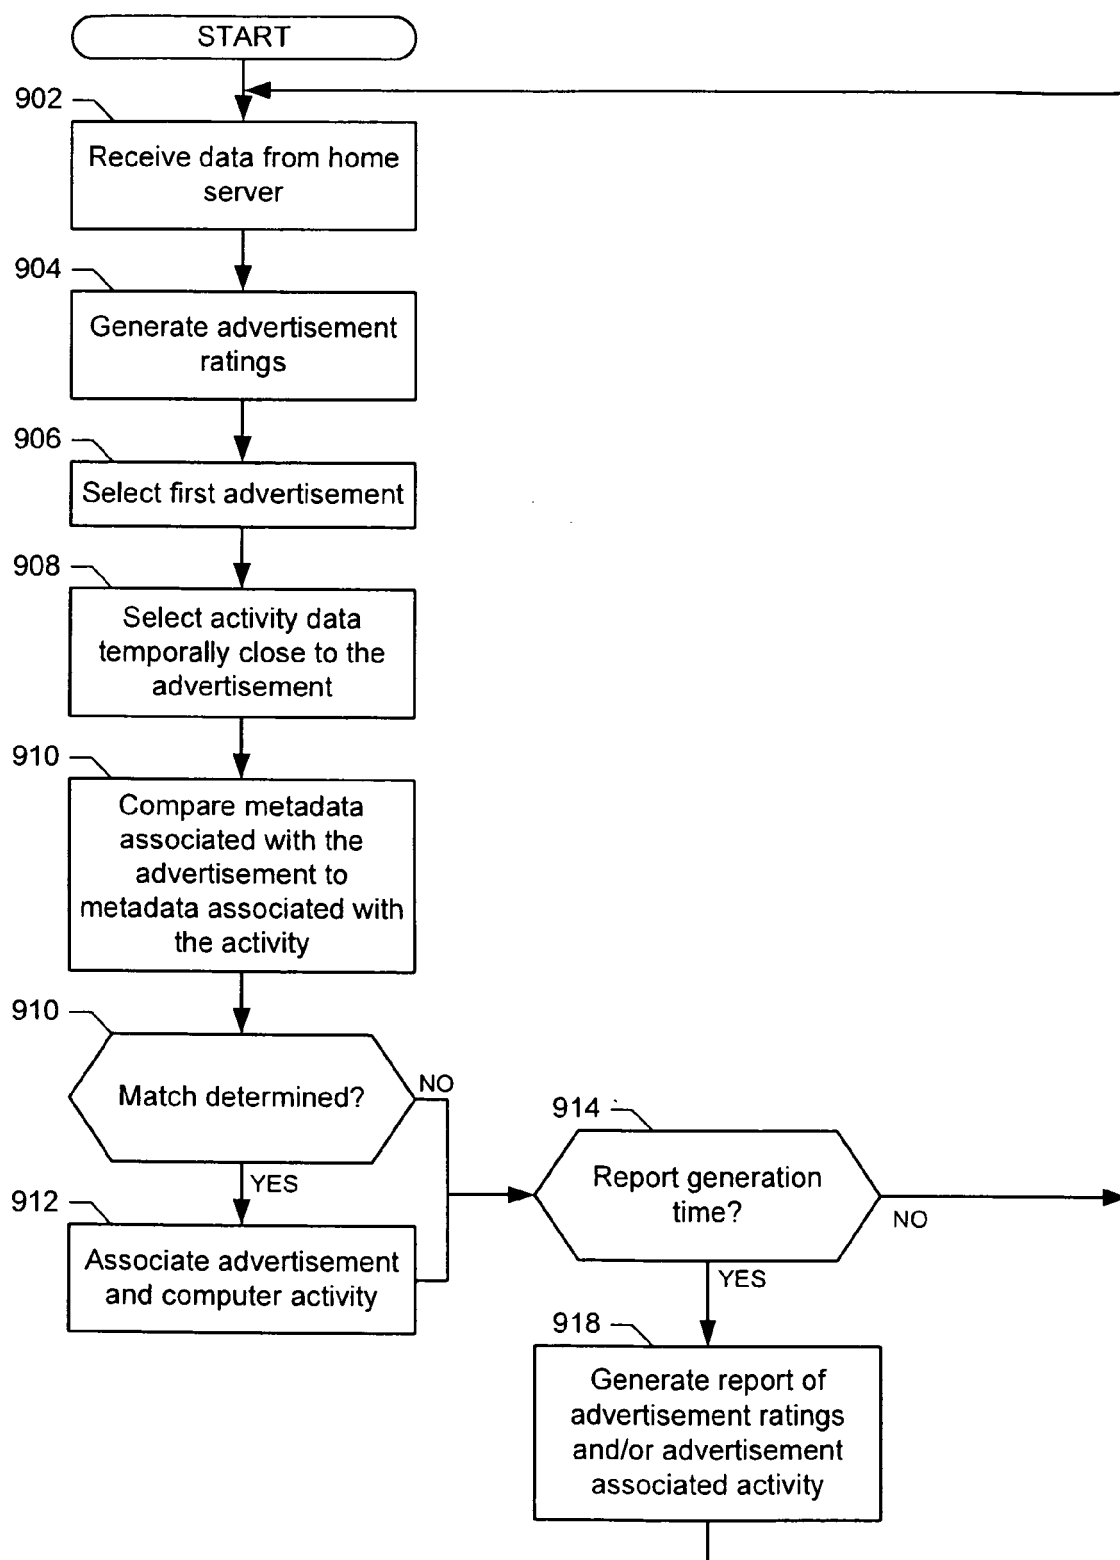 START
902
Receive data from home
server
904
Generate advertisement
ratings
906
Select first advertisement
908
Select activity data
temporally close to the
advertisement
910
Compare metadata
associated with the
advertisement to
metadata associated with
the activity
910
Match determined?
NO
YES
912
Associate advertisement
and computer activity
914
Report generation
time?
NO
YES
918
Generate report of
advertisement ratings
and/or advertisement
associated activity